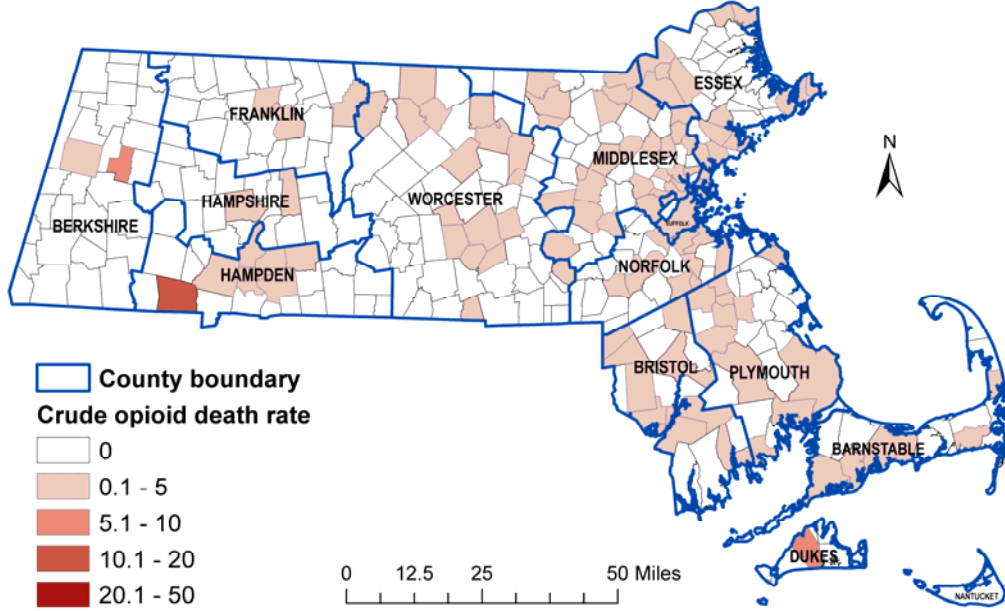 ESSEX
FRANKLIN
N
MIDDLESEX
HAMPSHIRE
WORCESTER
BERKSHIRE
SUFFOLK
HAMPDEN
NORFOLK
BRISTOL
PLYMOUTH
County boundary
Crude opioid death rate
0
0.1 - 5
5.1 - 10
10.1 - 20
20.1 - 50
BARNSTABLE
DUKES
NANTUCKET
0 12.5 25 50 Miles